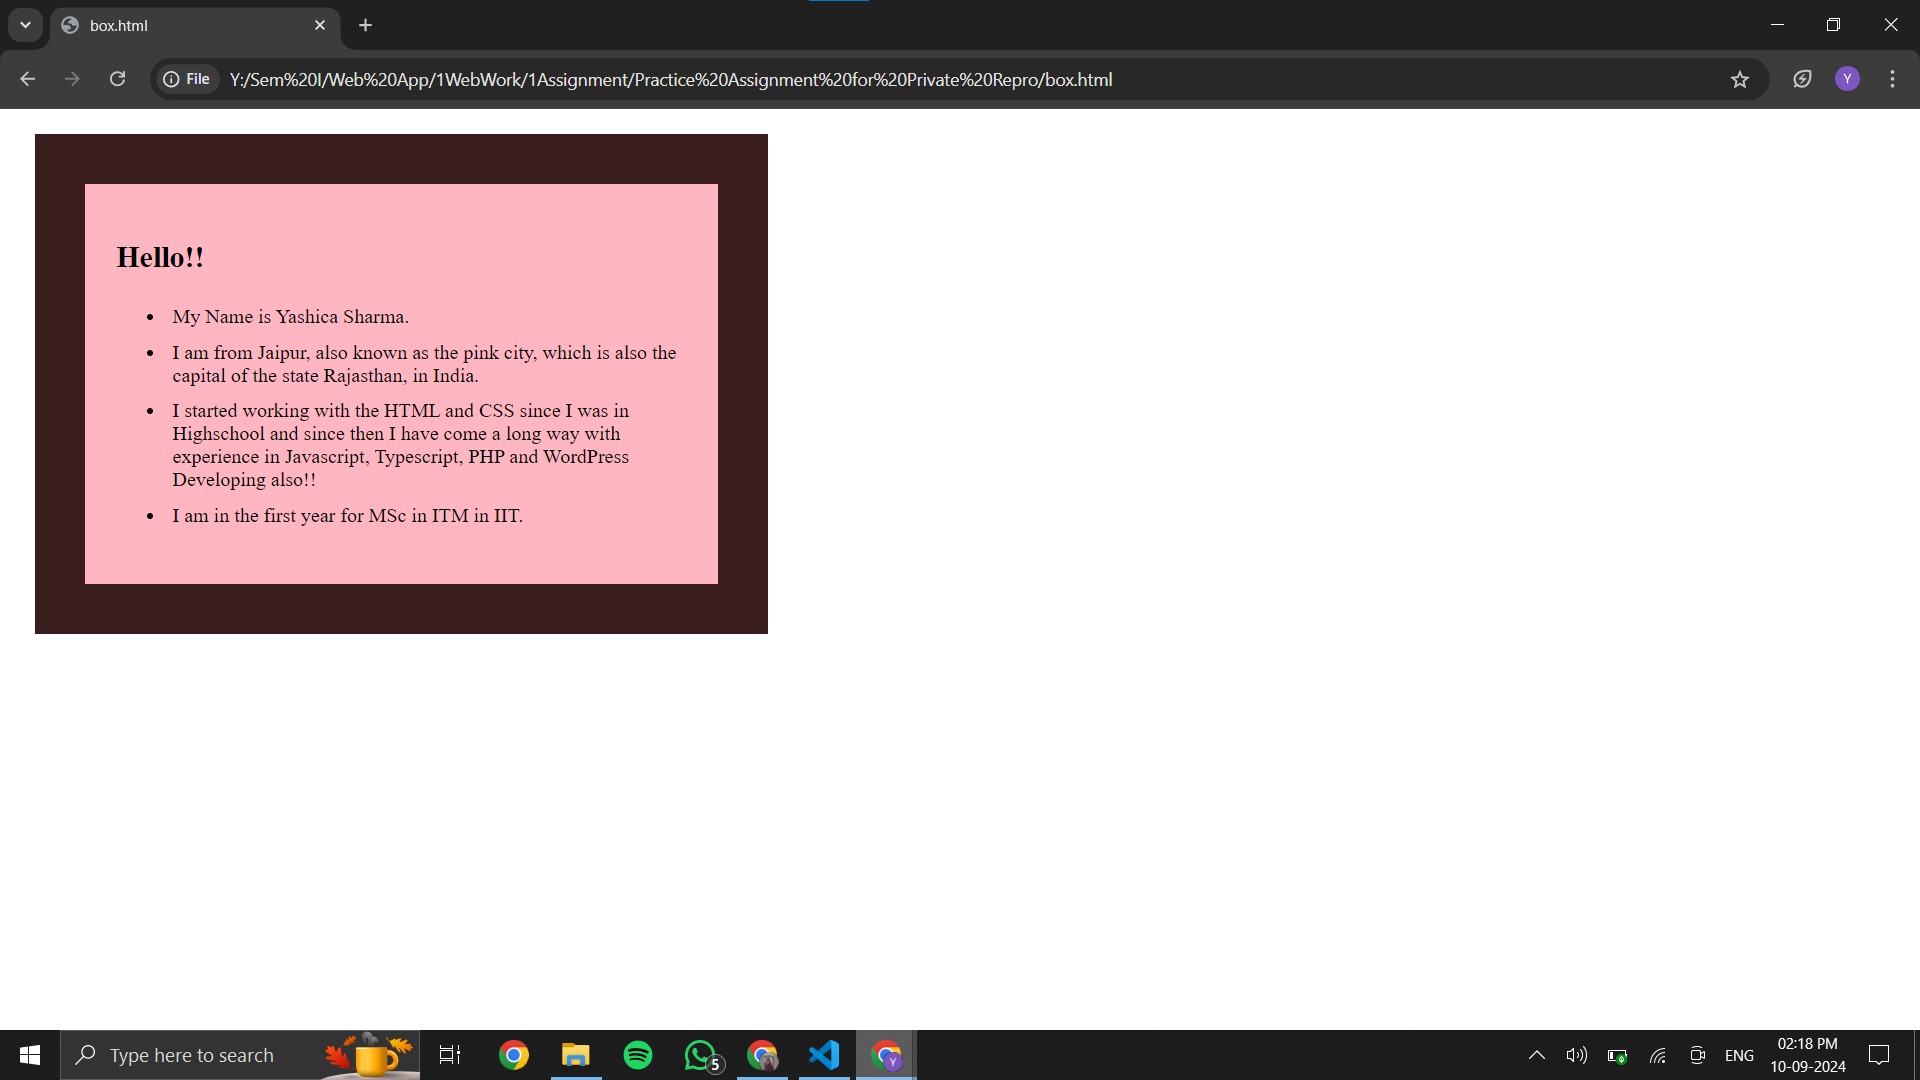 box.html
File
Y:/Sem%20I/Web%20App/1WebWork/1Assignment/Practice%20Assignment%20for%20Private%20Repro/box.html
Y
Hello!!
My Name is Yashica Sharma.
I am from Jaipur, also known as the pink city, which is also the
capital of the state Rajasthan, in India.
I started working with the HTML and CSS since I was in
Highschool and since then I have come a long way with
experience in Javascript, Typescript, PHP and WordPress
Developing also!!
I am in the first year for MSc in ITM in IIT.
Type here to search
5
Y
ENG
02:18 PM
10-09-2024